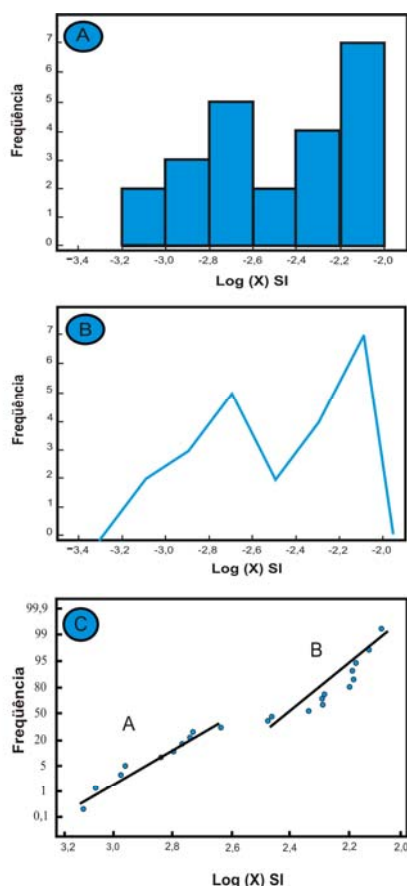 A
Freqüência
7
6
5
4
3
2
1
0
-3,4 -3,2 -3,0 -2,8 -2,6 -2,4 -2,2 -2,0
Log (X) SI
B
Freqüência
7
6
5
4
3
2
1
0
-3,4 -3,2 -3,0 -2,8 -2,6 -2,4 -2,2 -2,0
Log (X) SI
C
Freqüência
99,9
99
95
80
50
20
5
1
0,1
A
B
3,2 3,0 2,8 2,6 2,4 2,2 2,0
Log (X) SI